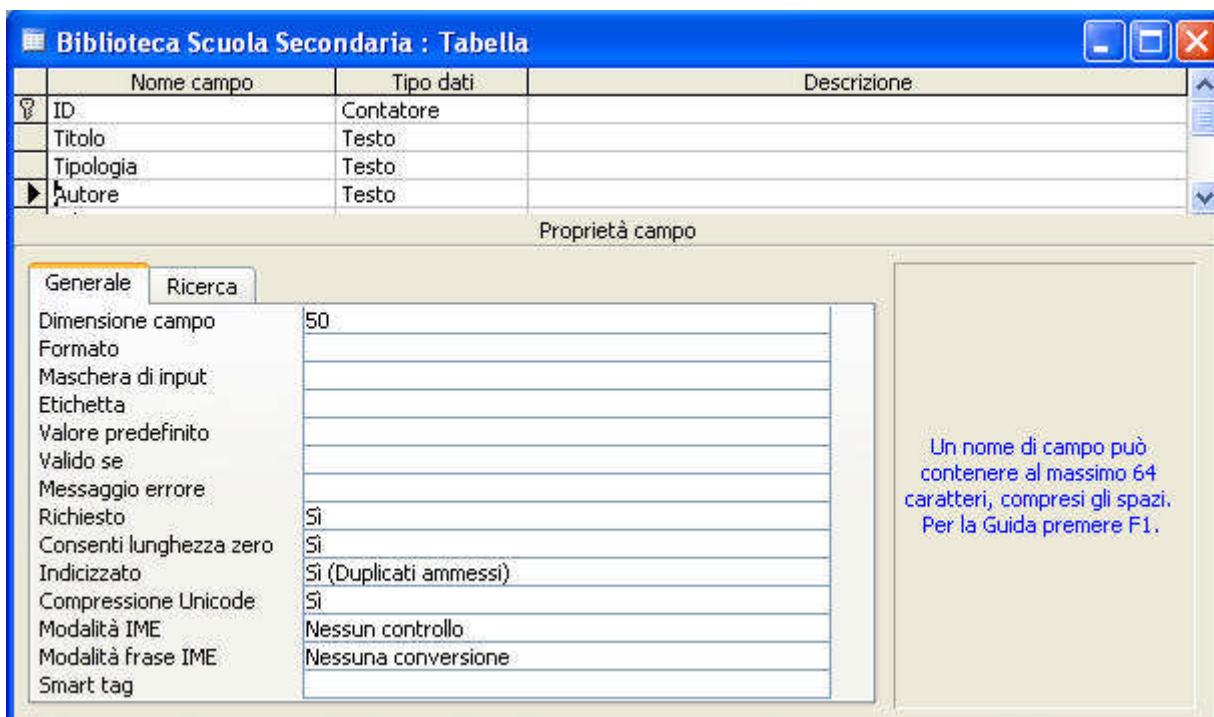 Biblioteca Scuola Secondaria : Tabella
Nome campo Tipo dati Descrizione
ID Contatore
Titolo Testo
Tipologia Testo
Autore Testo
Proprietà campo
Generale Ricerca
Dimensione campo 50
Formato
Maschera di input
Etichetta
Valore predefinito
Valido se
Messaggio errore
Richiesto Sì
Consenti lunghezza zero Sì
Indicizzato Sì (Duplicati ammessi)
Compressione Unicode Sì
Modalità IME Nessun controllo
Modalità frase IME Nessuna conversione
Smart tag
Un nome di campo può
contenere al massimo 64
caratteri, compresi gli spazi.
Per la Guida premere F1.